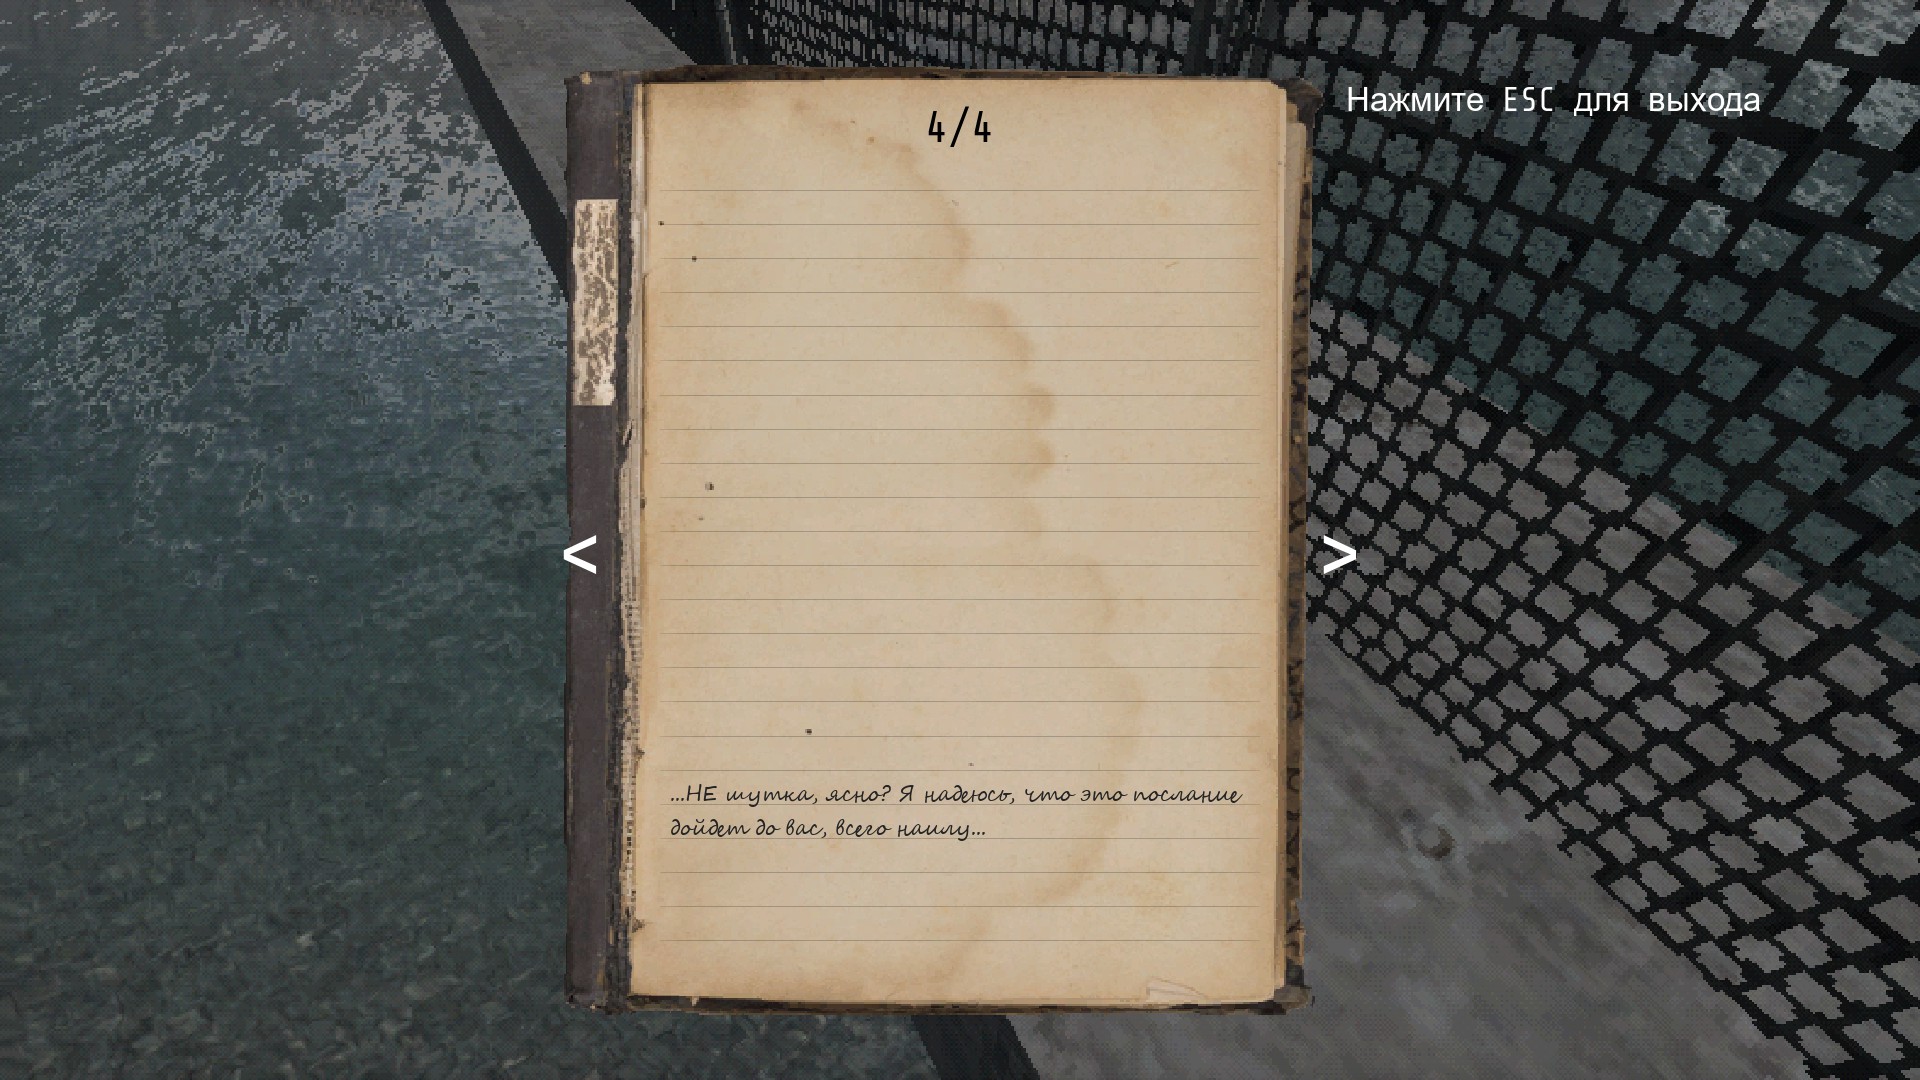 Нажмите ESC для выхода
4/4
< >
...НЕ шутка, ясно? Я надеюсь, что это послание
дойдет до вас, всего наилу...